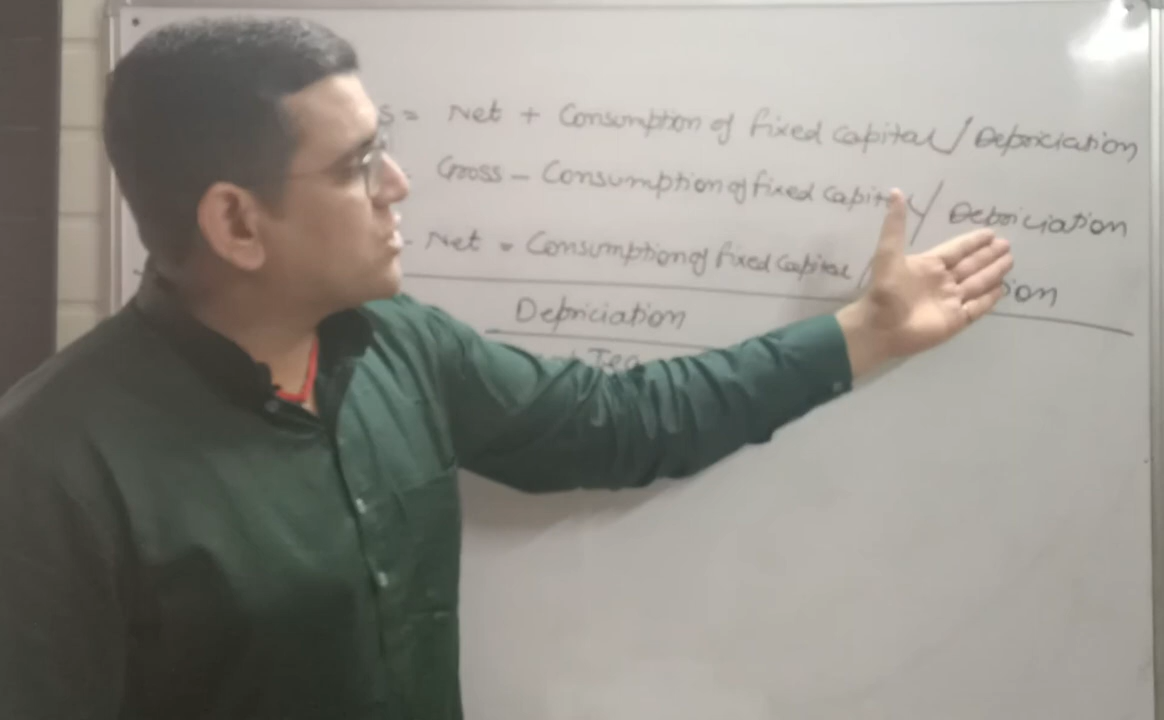 s = Net + Consumption of fixed capital / Depriciation
Gross - Consumption of fixed capital / Depriciation
- Net = Consumption of fixed capital /
Depriciation